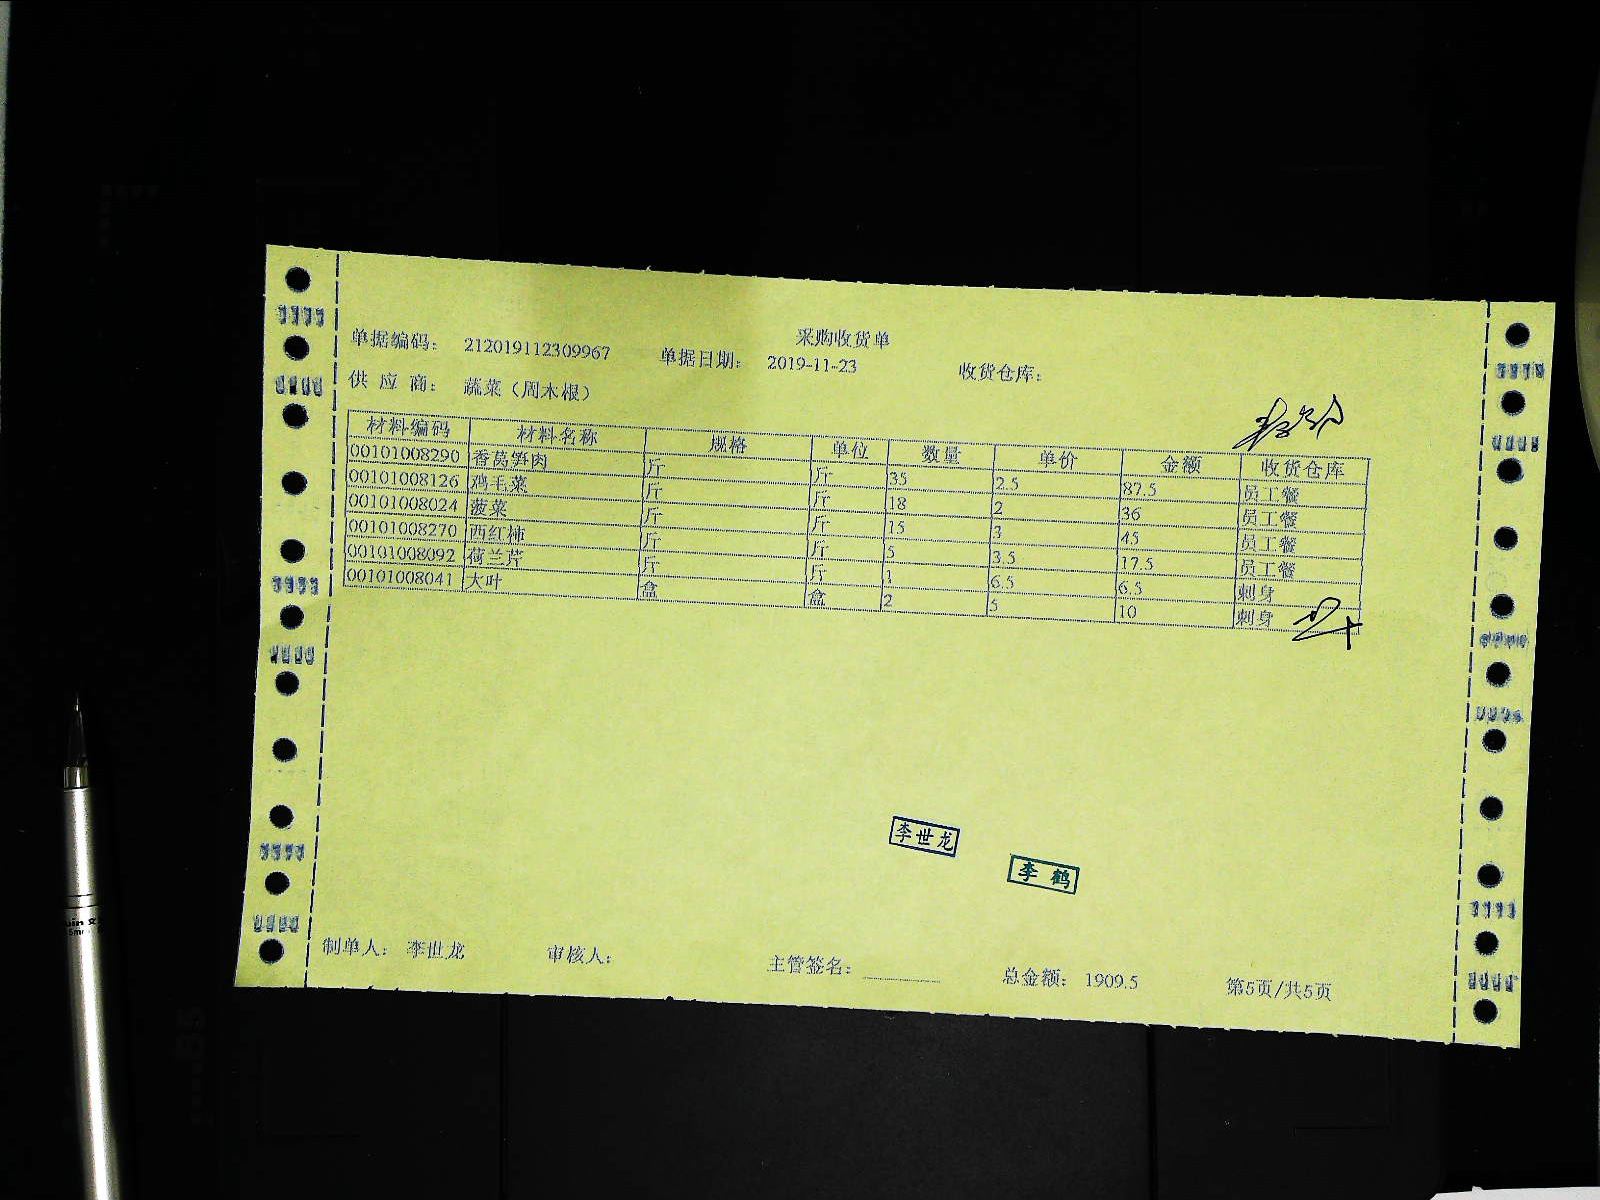 采购收货单
单据编码： 212019112309967 单据日期： 2019-11-23 收货仓库：
供 应 商： 蔬菜（周木根）
材料编码 材料名称 规格 单位 数量 单价 金额 收货仓库
00101008290 香莴笋肉 斤 斤 35 2.5 87.5 员工餐
00101008126 鸡毛菜 斤 斤 18 2 36 员工餐
00101008024 菠菜 斤 斤 15 3 45 员工餐
00101008270 西红柿 斤 斤 5 3.5 17.5 员工餐
00101008092 荷兰芹 斤 斤 1 6.5 6.5 刺身
00101008041 大叶 盒 盒 2 5 10 刺身
李世龙
李鹤
制单人： 李世龙 审核人： 主管签名： 总金额： 1909.5 第5页/共5页